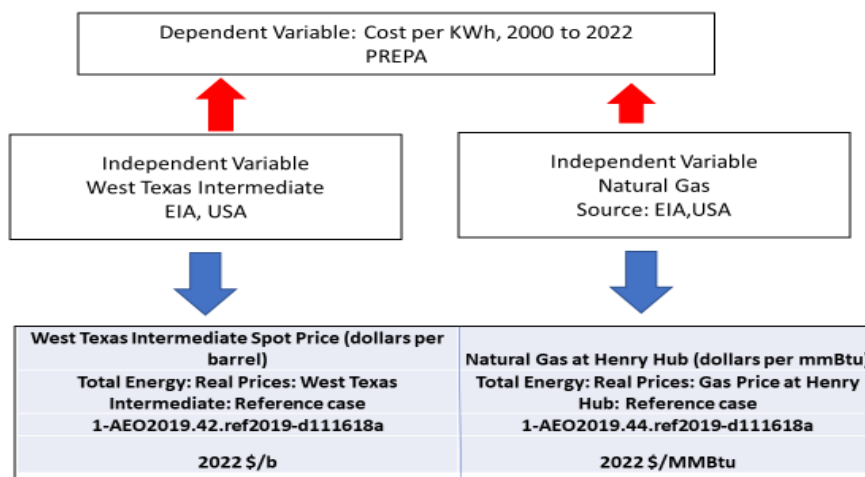 Dependent Variable: Cost per KWh, 2000 to 2022
PREPA
Independent Variable
West Texas Intermediate
EIA, USA
Independent Variable
Natural Gas
Source: EIA,USA
West Texas Intermediate Spot Price (dollars per
barrel)
Total Energy: Real Prices: West Texas
Intermediate: Reference case
1-AEO2019.42.ref2019-d111618a
2022 $/b
Natural Gas at Henry Hub (dollars per mmBtu)
Total Energy: Real Prices: Gas Price at Henry
Hub: Reference case
1-AEO2019.44.ref2019-d111618a
2022 $/MMBtu